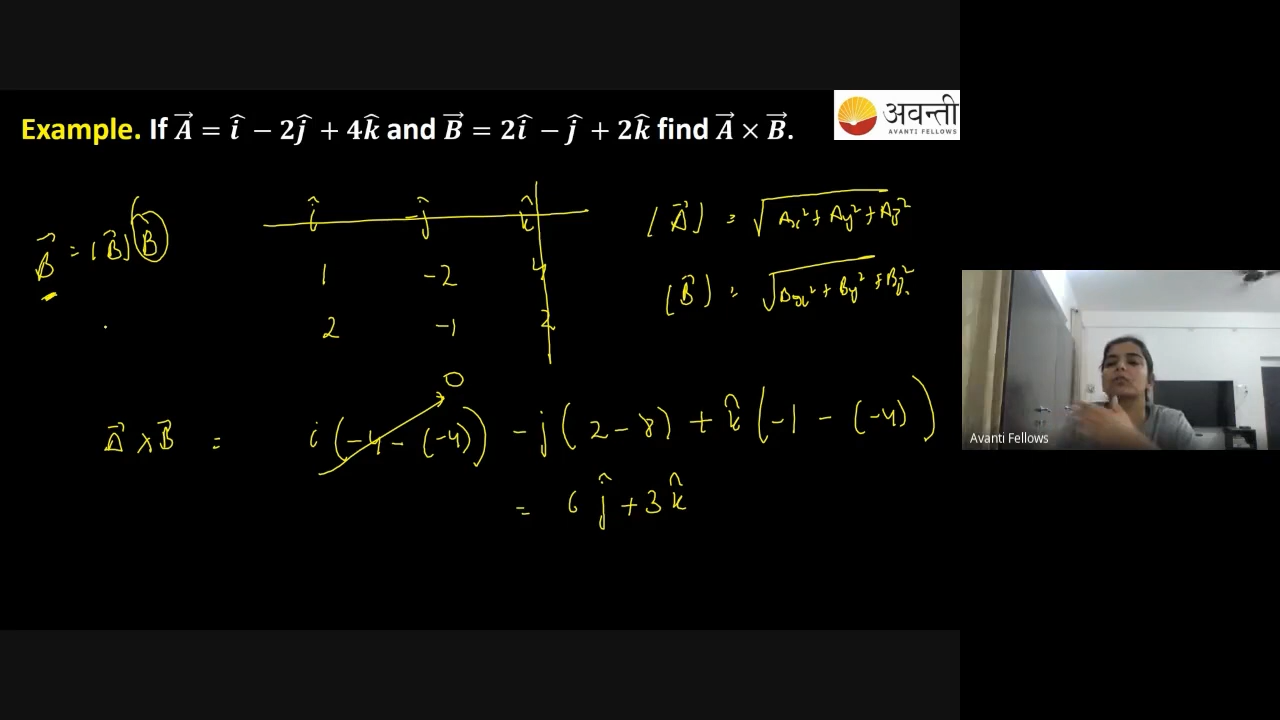 Example. If A⃗ = î − 2ĵ + 4k̂ and B⃗ = 2î − ĵ + 2k̂ find A⃗ × B⃗.
अवन्ती
AVANTI FELLOWS
î -ĵ k̂
|A⃗| = √(Ax² + Ay² + Az²)
B⃗ = |B⃗| B̂
1 -2 4
|B⃗| = √(Bx² + By² + Bz²)
2 -1 2
0
A⃗ × B⃗ = i(-4 - (-4)) - j(2 - 8) + k̂(-1 - (-4))
= 6ĵ + 3k̂
Avanti Fellows